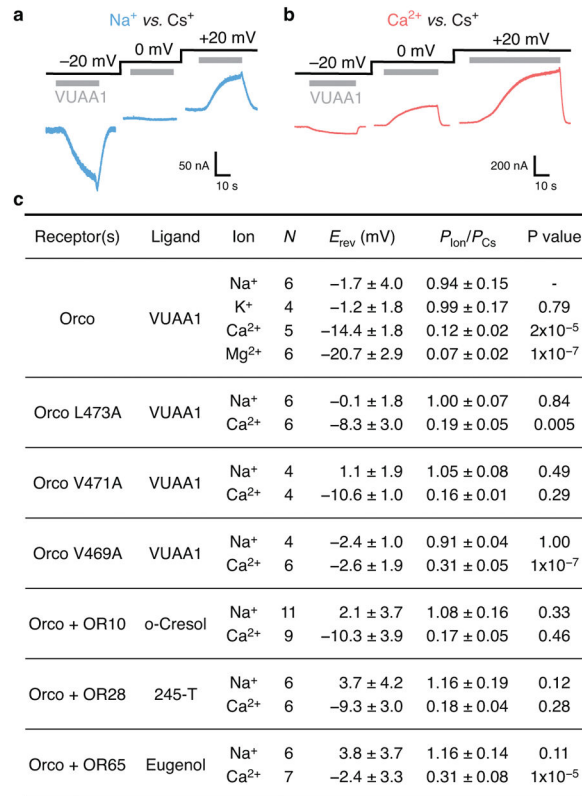 a
Na⁺ vs. Cs⁺
−20 mV
0 mV
+20 mV
VUAA1
50 nA
10 s
b
Ca²⁺ vs. Cs⁺
−20 mV
0 mV
+20 mV
VUAA1
200 nA
10 s
c
Receptor(s) Ligand Ion N E_rev (mV) P_Ion/P_Cs P value
Orco VUAA1
Na⁺ 6 −1.7 ± 4.0 0.94 ± 0.15 -
K⁺ 4 −1.2 ± 1.8 0.99 ± 0.17 0.79
Ca²⁺ 5 −14.4 ± 1.8 0.12 ± 0.02 2x10⁻⁵
Mg²⁺ 6 −20.7 ± 2.9 0.07 ± 0.02 1x10⁻⁷
Orco L473A VUAA1
Na⁺ 6 −0.1 ± 1.8 1.00 ± 0.07 0.84
Ca²⁺ 6 −8.3 ± 3.0 0.19 ± 0.05 0.005
Orco V471A VUAA1
Na⁺ 4 1.1 ± 1.9 1.05 ± 0.08 0.49
Ca²⁺ 4 −10.6 ± 1.0 0.16 ± 0.01 0.29
Orco V469A VUAA1
Na⁺ 4 −2.4 ± 1.0 0.91 ± 0.04 1.00
Ca²⁺ 6 −2.6 ± 1.9 0.31 ± 0.05 1x10⁻⁷
Orco + OR10 o-Cresol
Na⁺ 11 2.1 ± 3.7 1.08 ± 0.16 0.33
Ca²⁺ 9 −10.3 ± 3.9 0.17 ± 0.05 0.46
Orco + OR28 245-T
Na⁺ 6 3.7 ± 4.2 1.16 ± 0.19 0.12
Ca²⁺ 6 −9.3 ± 3.0 0.18 ± 0.04 0.28
Orco + OR65 Eugenol
Na⁺ 6 3.8 ± 3.7 1.16 ± 0.14 0.11
Ca²⁺ 7 −2.4 ± 3.3 0.31 ± 0.08 1x10⁻⁵